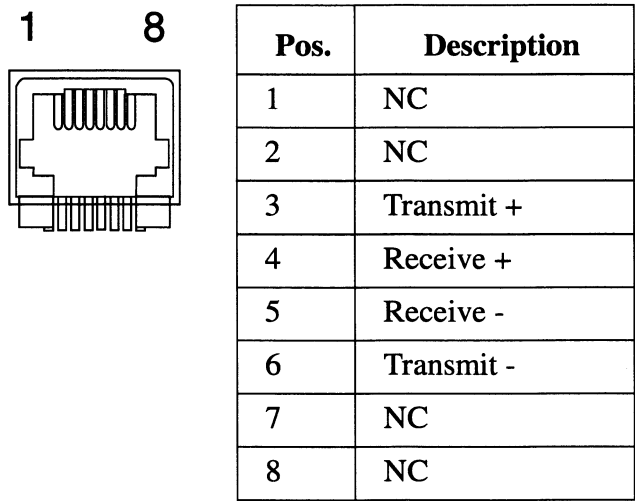 1 8
Pos. Description
1 NC
2 NC
3 Transmit +
4 Receive +
5 Receive -
6 Transmit -
7 NC
8 NC